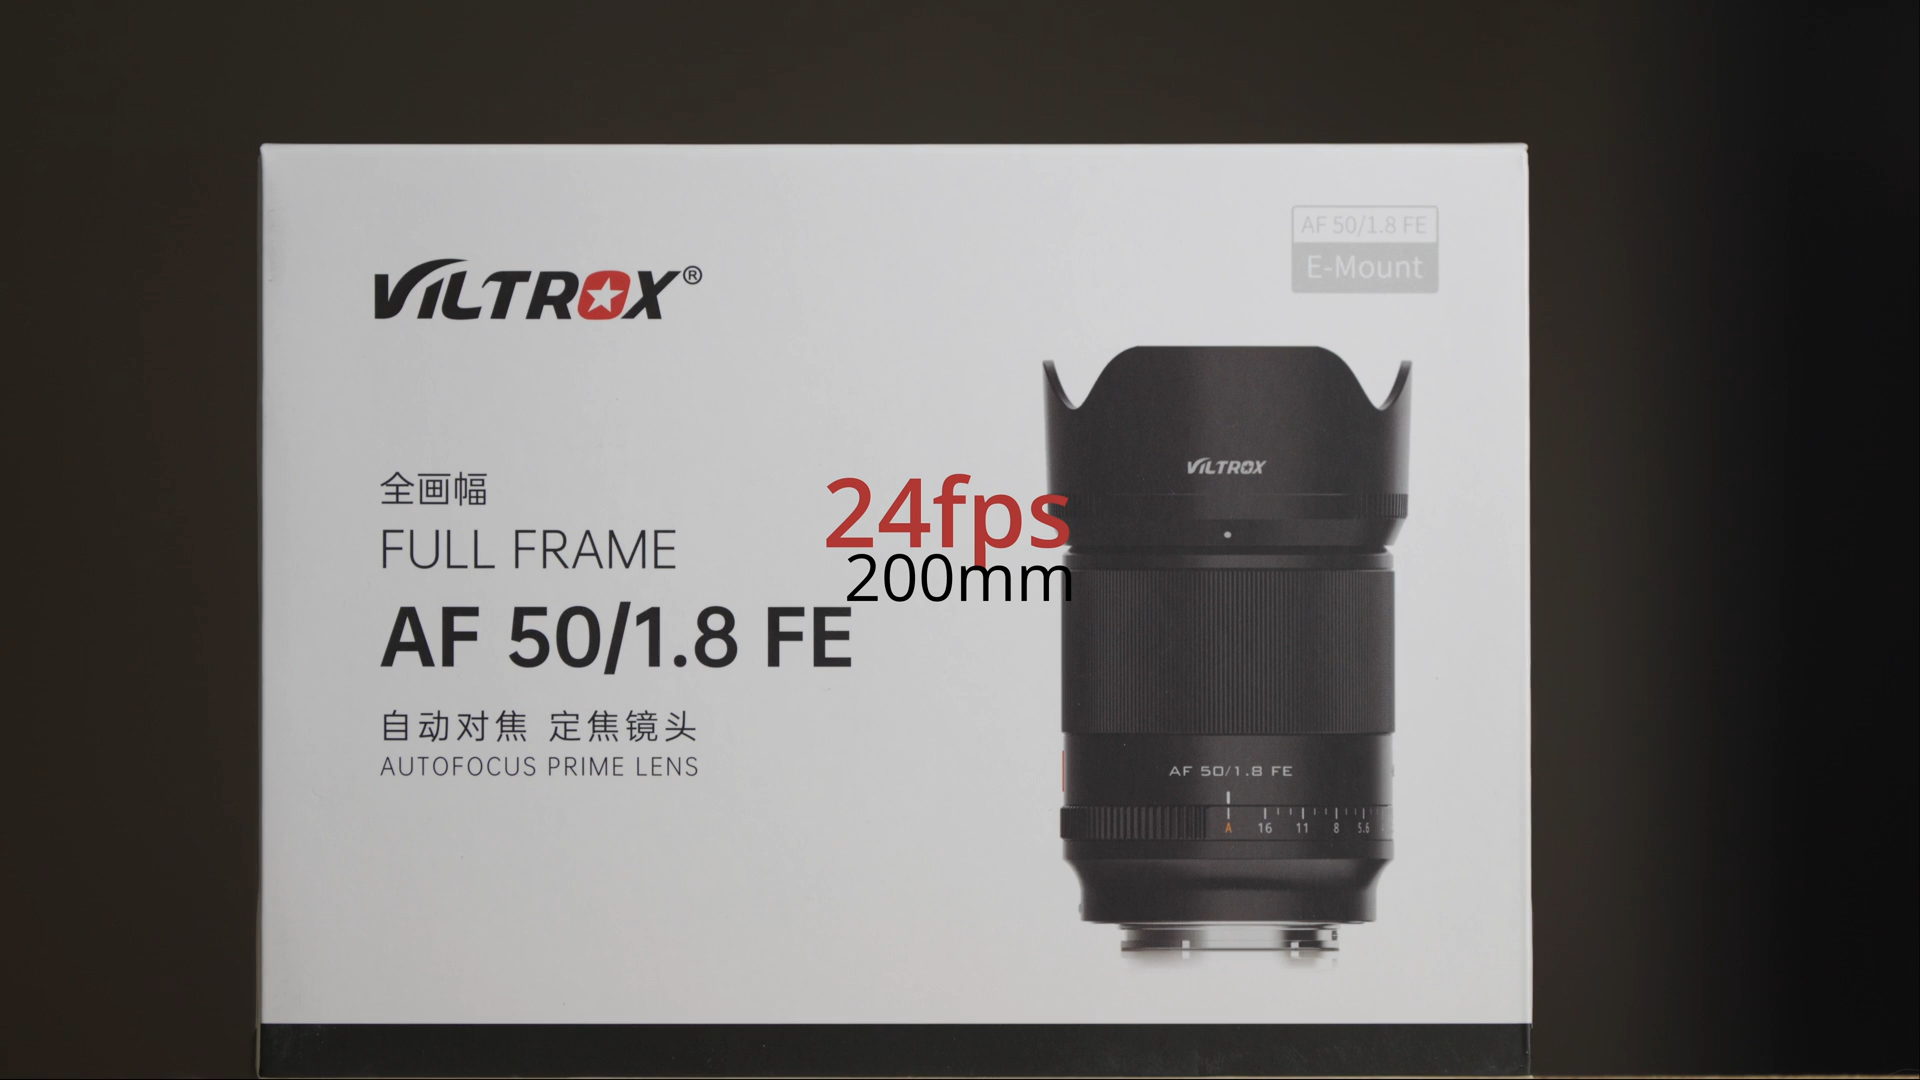 VILTROX®
AF 50/1.8 FE
E-Mount
全画幅
FULL FRAME
AF 50/1.8 FE
自动对焦 定焦镜头
AUTOFOCUS PRIME LENS
24fps
200mm
VILTROX
AF 50/1.8 FE
A 16 11 8 5.6